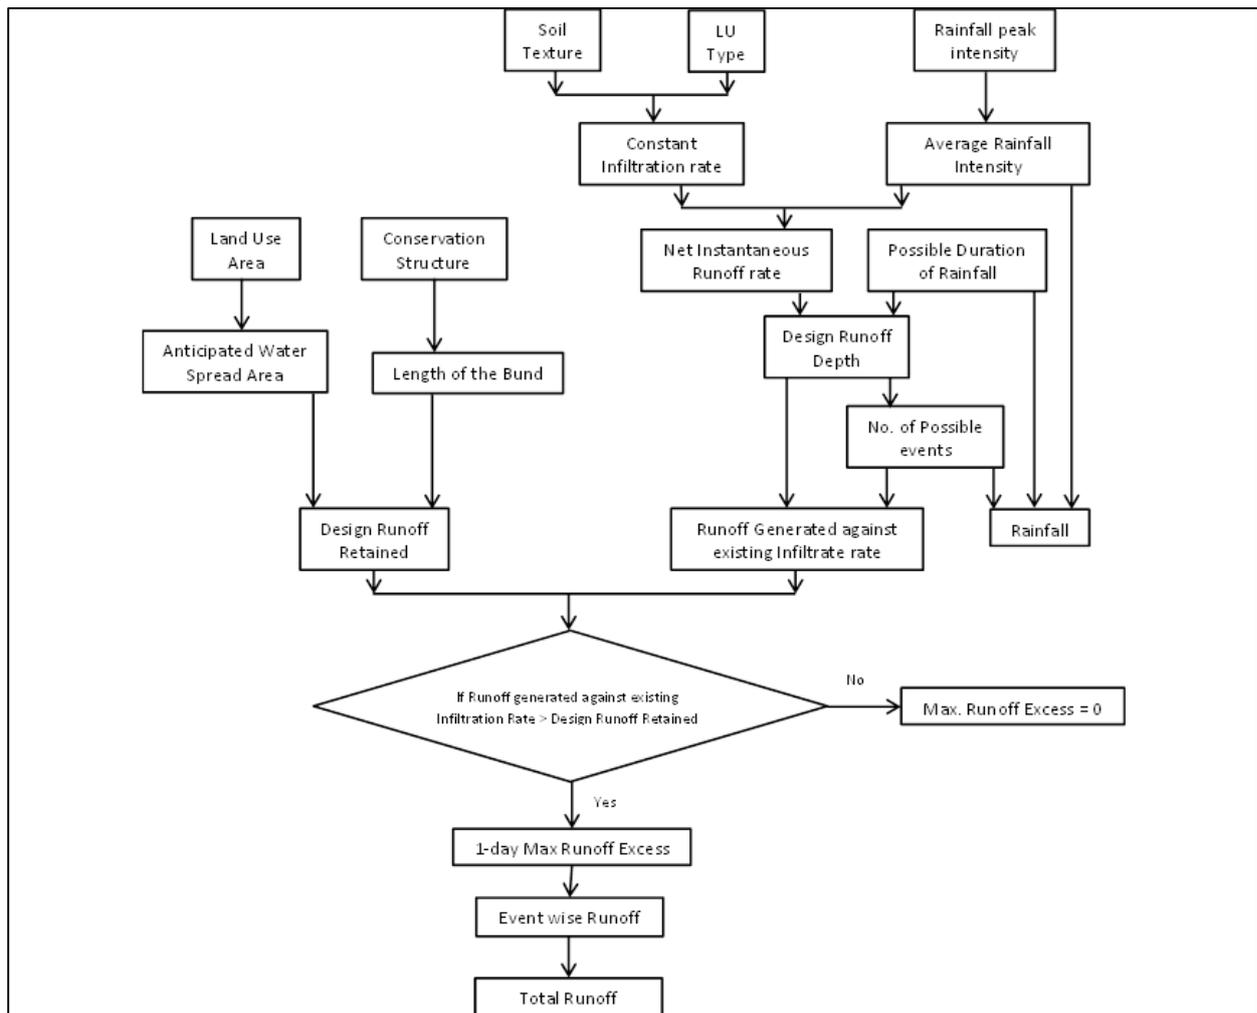 Soil
Texture
LU
Type
Rainfall peak
intensity
Constant
Infiltration rate
Average Rainfall
Intensity
Land Use
Area
Conservation
Structure
Net Instantaneous
Runoff rate
Possible Duration
of Rainfall
Anticipated Water
Spread Area
Length of the Bund
Design Runoff
Depth
No. of Possible
events
Design Runoff
Retained
Runoff Generated against
existing Infiltrate rate
Rainfall
If Runoff generated against existing
Infiltration Rate > Design Runoff Retained
No
Max. Runoff Excess = 0
Yes
1-day Max Runoff Excess
Event wise Runoff
Total Runoff